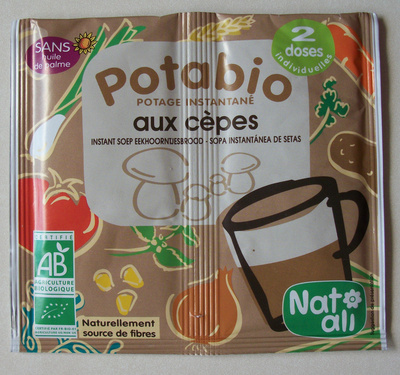 SANS
huile
de palme
2
doses
individuelles
Potabio
POTAGE INSTANTANÉ
aux cèpes
INSTANT SOEP EEKHOORNTJESBROOD - SOPA INSTANTÁNEA DE SETAS
CERTIFIÉ
AB
AGRICULTURE
BIOLOGIQUE
Naturellement
source de fibres
Nat
ali